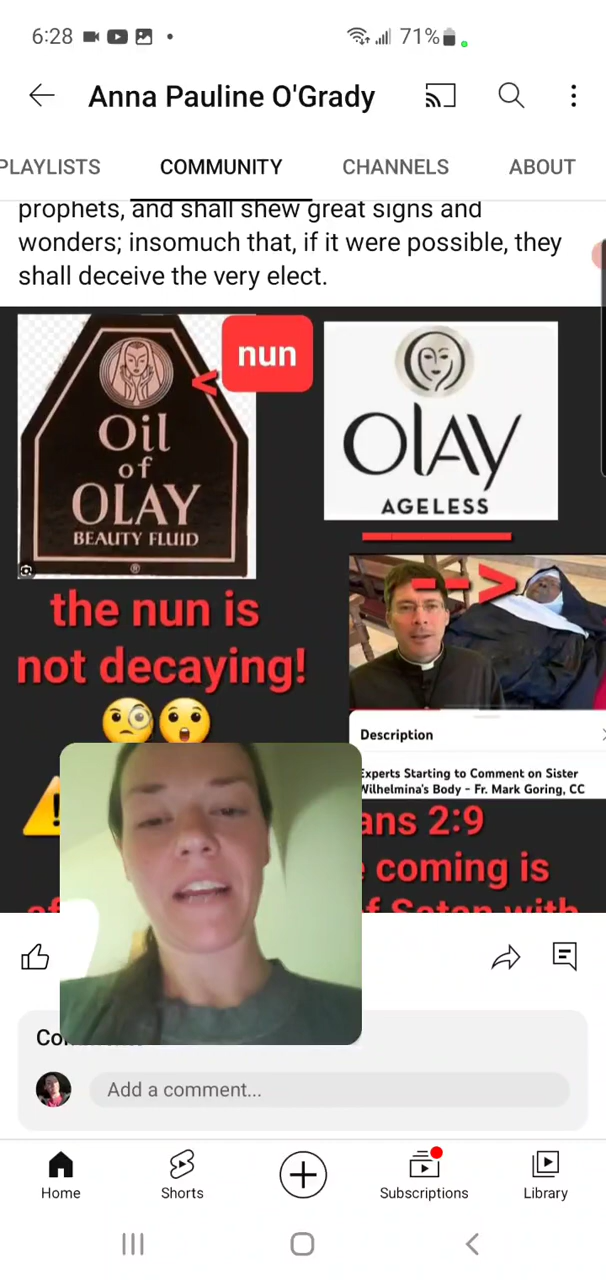 6:28
71%
Anna Pauline O'Grady
PLAYLISTS COMMUNITY CHANNELS ABOUT
prophets, and shall shew great signs and
wonders; insomuch that, if it were possible, they
shall deceive the very elect.
nun
<
Oil
of
OLAY
BEAUTY FLUID
®
OLAY
AGELESS
-->
the nun is
not decaying!
Description
Experts Starting to Comment on Sister
Wilhelmina's Body - Fr. Mark Goring, CC
ans 2:9
coming is
of Satan with
Add a comment...
Home Shorts Subscriptions Library